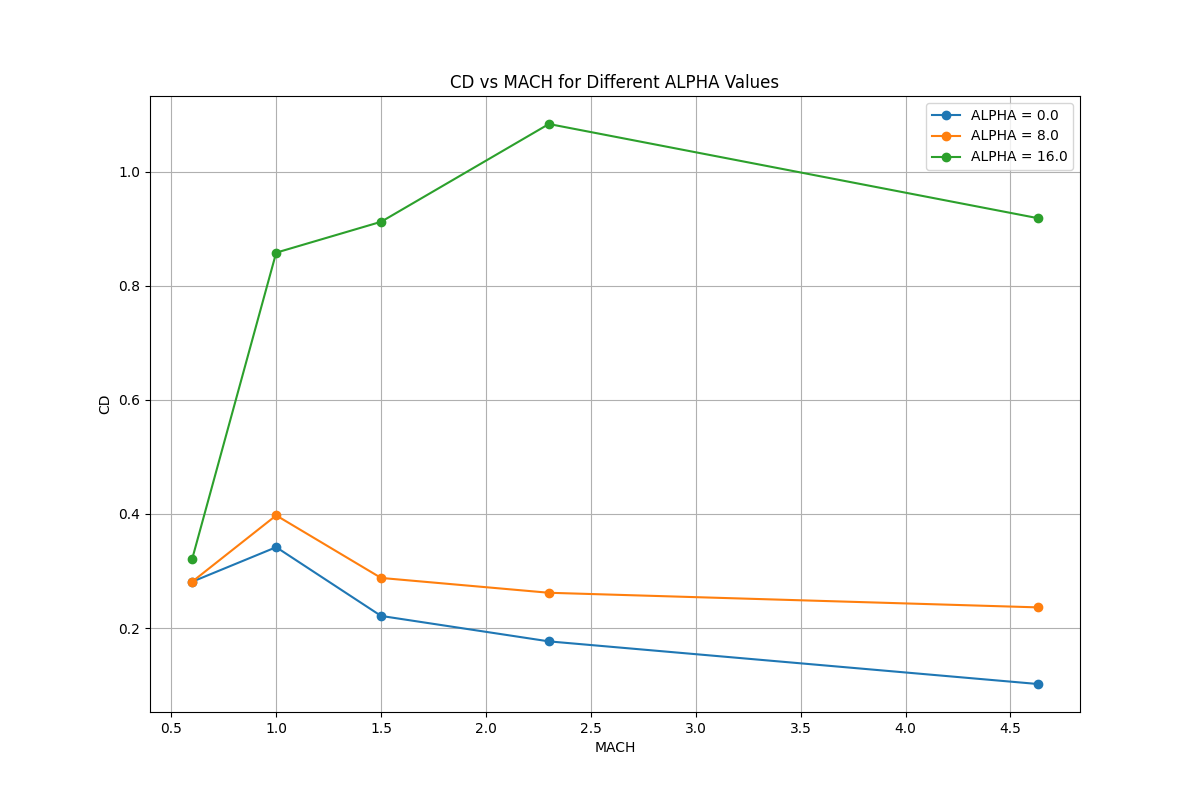 CD vs MACH for Different ALPHA Values
ALPHA = 0.0
ALPHA = 8.0
ALPHA = 16.0
CD
1.0
0.8
0.6
0.4
0.2
0.5 1.0 1.5 2.0 2.5 3.0 3.5 4.0 4.5
MACH